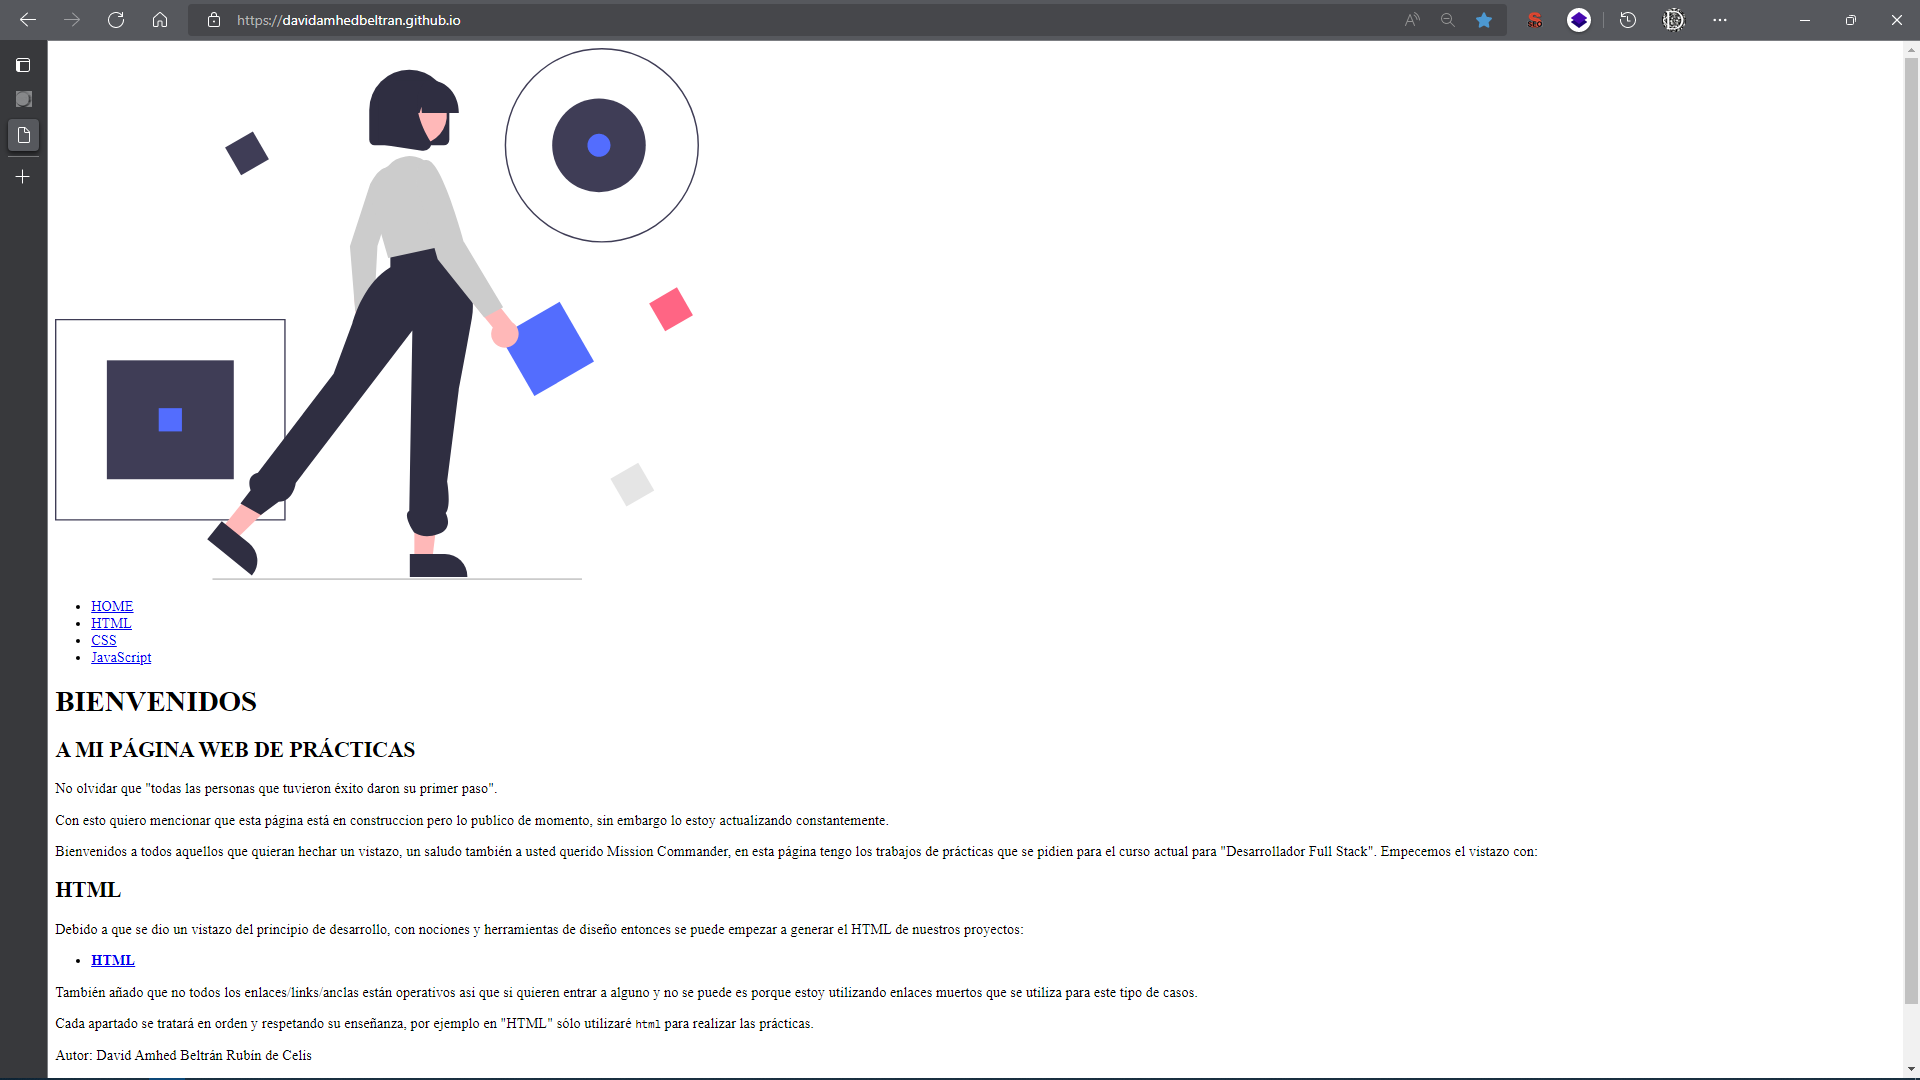 https://davidamhedbeltran.github.io
SEO
HOME
HTML
CSS
JavaScript
BIENVENIDOS
A MI PÁGINA WEB DE PRÁCTICAS
No olvidar que "todas las personas que tuvieron éxito daron su primer paso".
Con esto quiero mencionar que esta página está en construccion pero lo publico de momento, sin embargo lo estoy actualizando constantemente.
Bienvenidos a todos aquellos que quieran hechar un vistazo, un saludo también a usted querido Mission Commander, en esta página tengo los trabajos de prácticas que se pidien para el curso actual para "Desarrollador Full Stack". Empecemos el vistazo con:
HTML
Debido a que se dio un vistazo del principio de desarrollo, con nociones y herramientas de diseño entonces se puede empezar a generar el HTML de nuestros proyectos:
HTML
También añado que no todos los enlaces/links/anclas están operativos asi que si quieren entrar a alguno y no se puede es porque estoy utilizando enlaces muertos que se utiliza para este tipo de casos.
Cada apartado se tratará en orden y respetando su enseñanza, por ejemplo en "HTML" sólo utilizaré html para realizar las prácticas.
Autor: David Amhed Beltrán Rubín de Celis